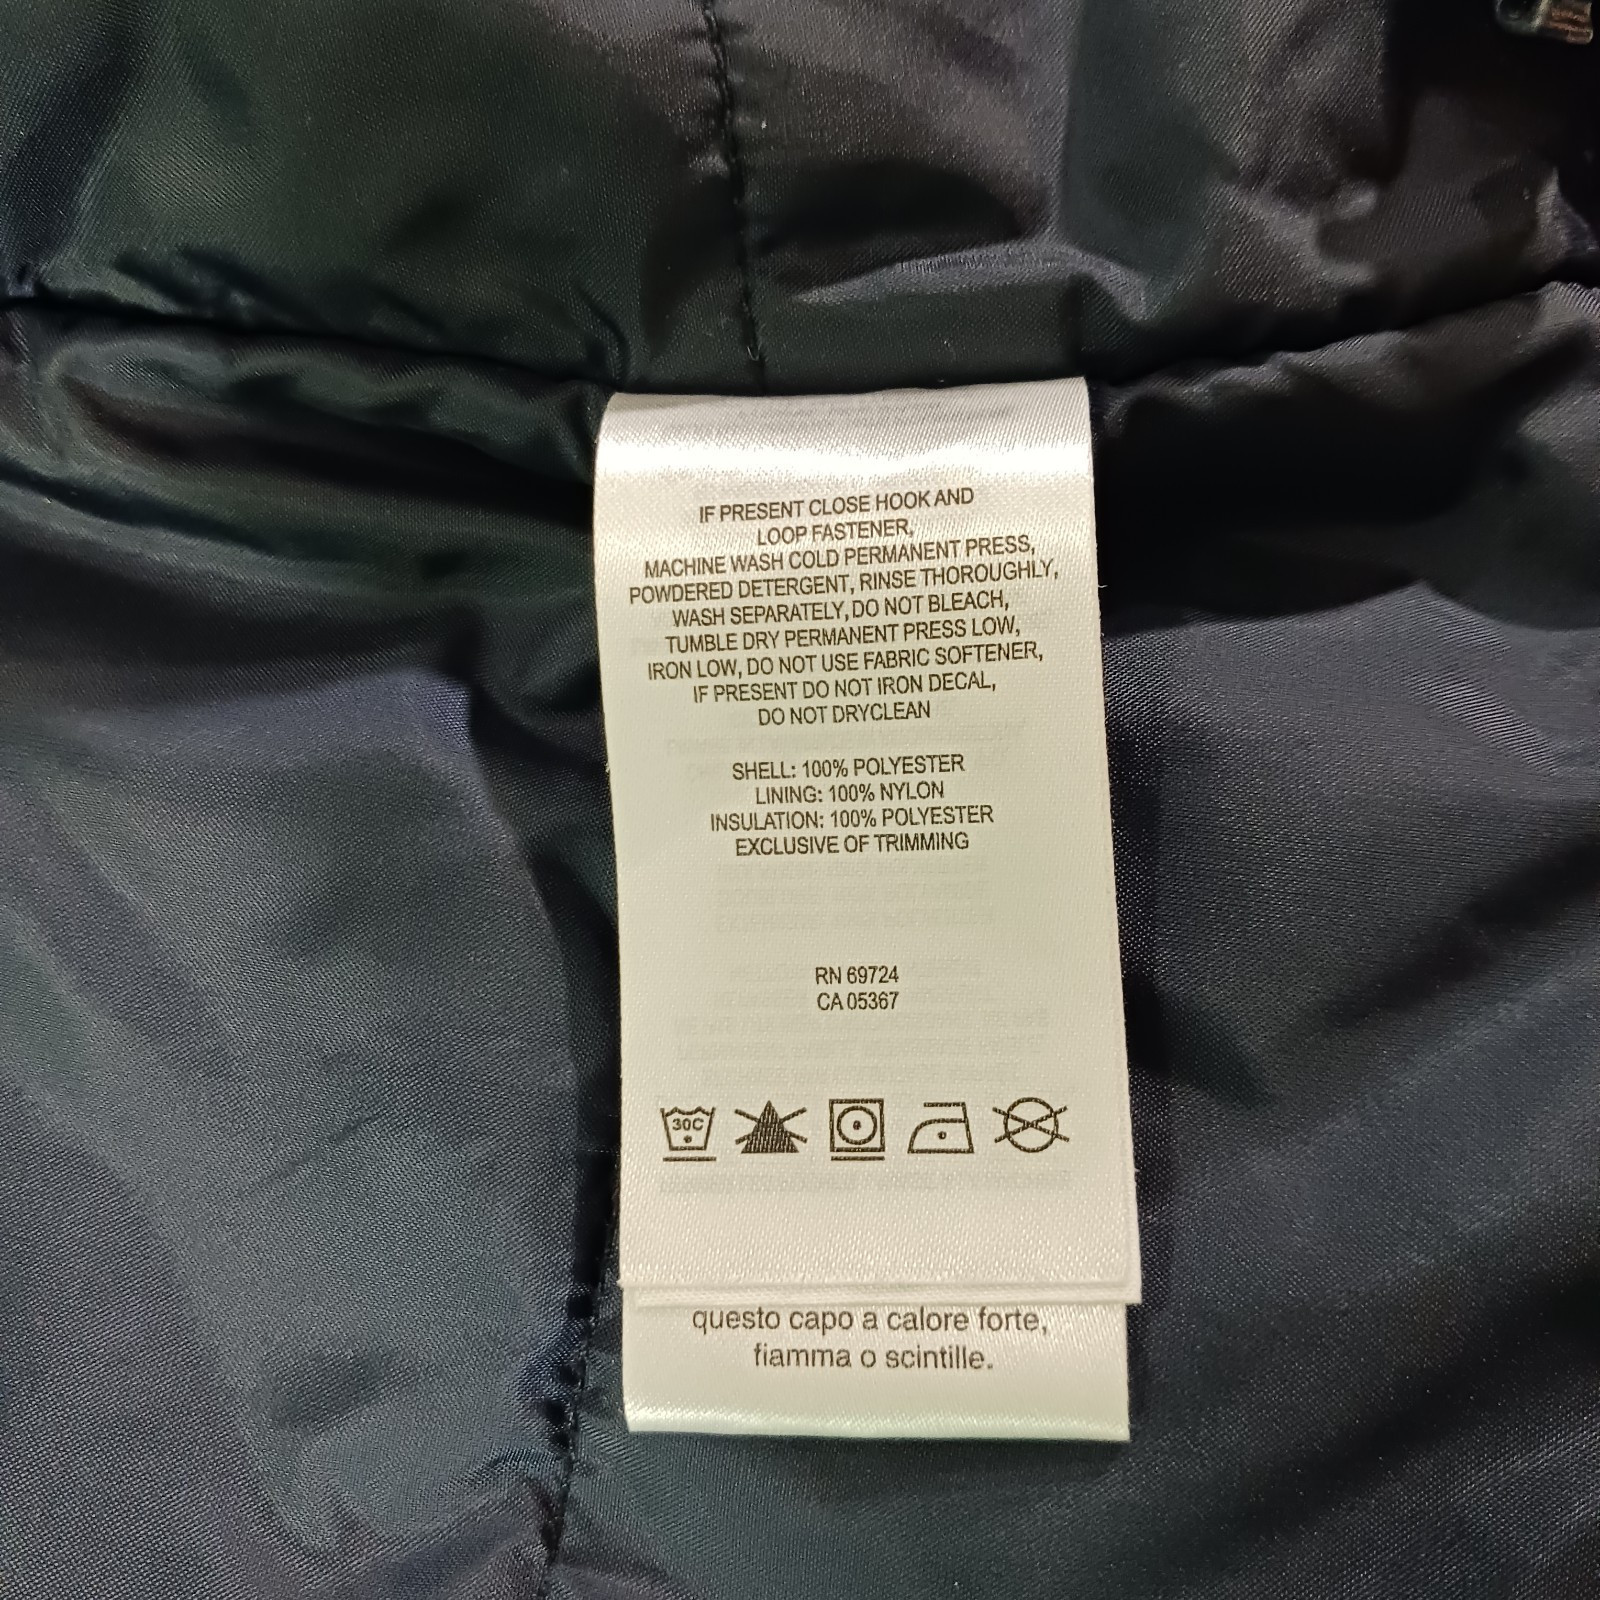 IF PRESENT CLOSE HOOK AND
LOOP FASTENER,
MACHINE WASH COLD PERMANENT PRESS,
POWDERED DETERGENT, RINSE THOROUGHLY,
WASH SEPARATELY, DO NOT BLEACH,
TUMBLE DRY PERMANENT PRESS LOW,
IRON LOW, DO NOT USE FABRIC SOFTENER,
IF PRESENT DO NOT IRON DECAL,
DO NOT DRYCLEAN
SHELL: 100% POLYESTER
LINING: 100% NYLON
INSULATION: 100% POLYESTER
EXCLUSIVE OF TRIMMING
RN 69724
CA 05367
30C
questo capo a calore forte,
fiamma o scintille.